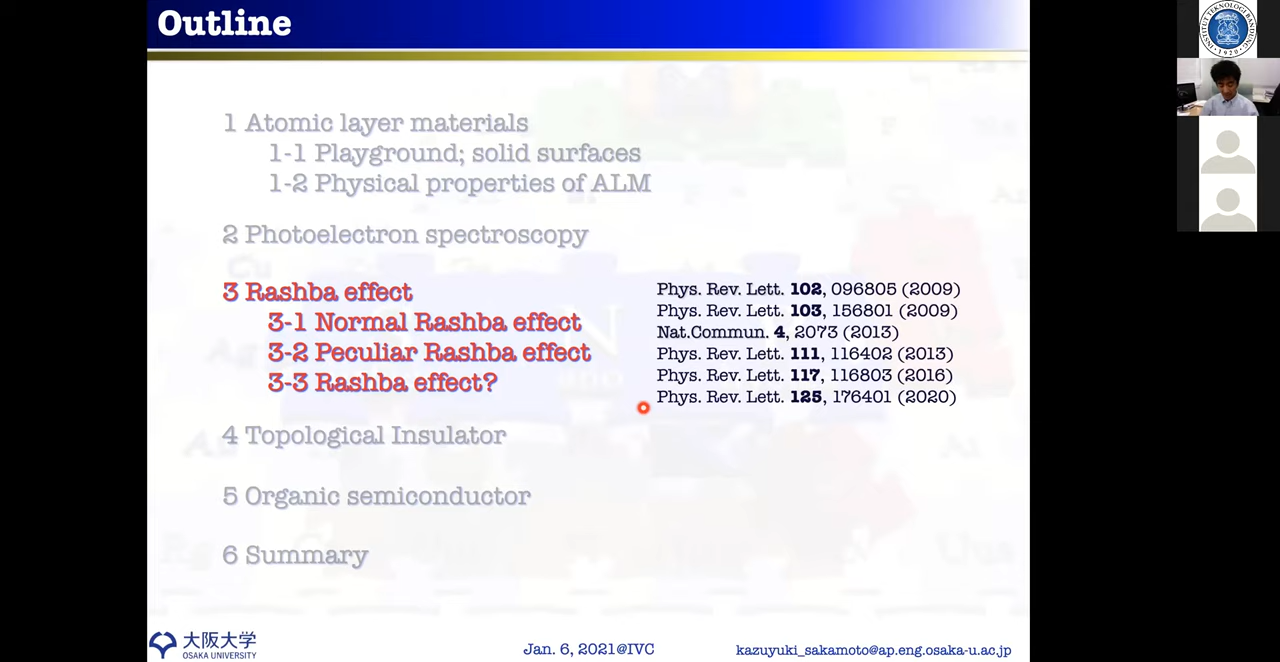 Outline
1 Atomic layer materials
1-1 Playground; solid surfaces
1-2 Physical properties of ALM
2 Photoelectron spectroscopy
3 Rashba effect
3-1 Normal Rashba effect
3-2 Peculiar Rashba effect
3-3 Rashba effect?
Phys. Rev. Lett. 102, 096805 (2009)
Phys. Rev. Lett. 103, 156801 (2009)
Nat.Commun. 4, 2073 (2013)
Phys. Rev. Lett. 111, 116402 (2013)
Phys. Rev. Lett. 117, 116803 (2016)
Phys. Rev. Lett. 125, 176401 (2020)
4 Topological Insulator
5 Organic semiconductor
6 Summary
大阪大学
OSAKA UNIVERSITY
Jan. 6, 2021@IVC
kazuyuki_sakamoto@ap.eng.osaka-u.ac.jp
INSTITUT TEKNOLOGI BANDUNG
1920